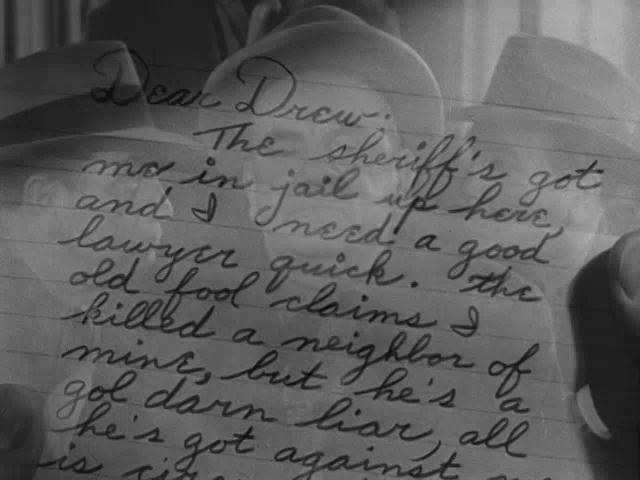 Dear Drew:
The sheriff's got
me in jail up here,
and I need a good
lawyer quick. The
old fool claims I
killed a neighbor of
mine, but he's a
gol darn liar, all
he's got against
is